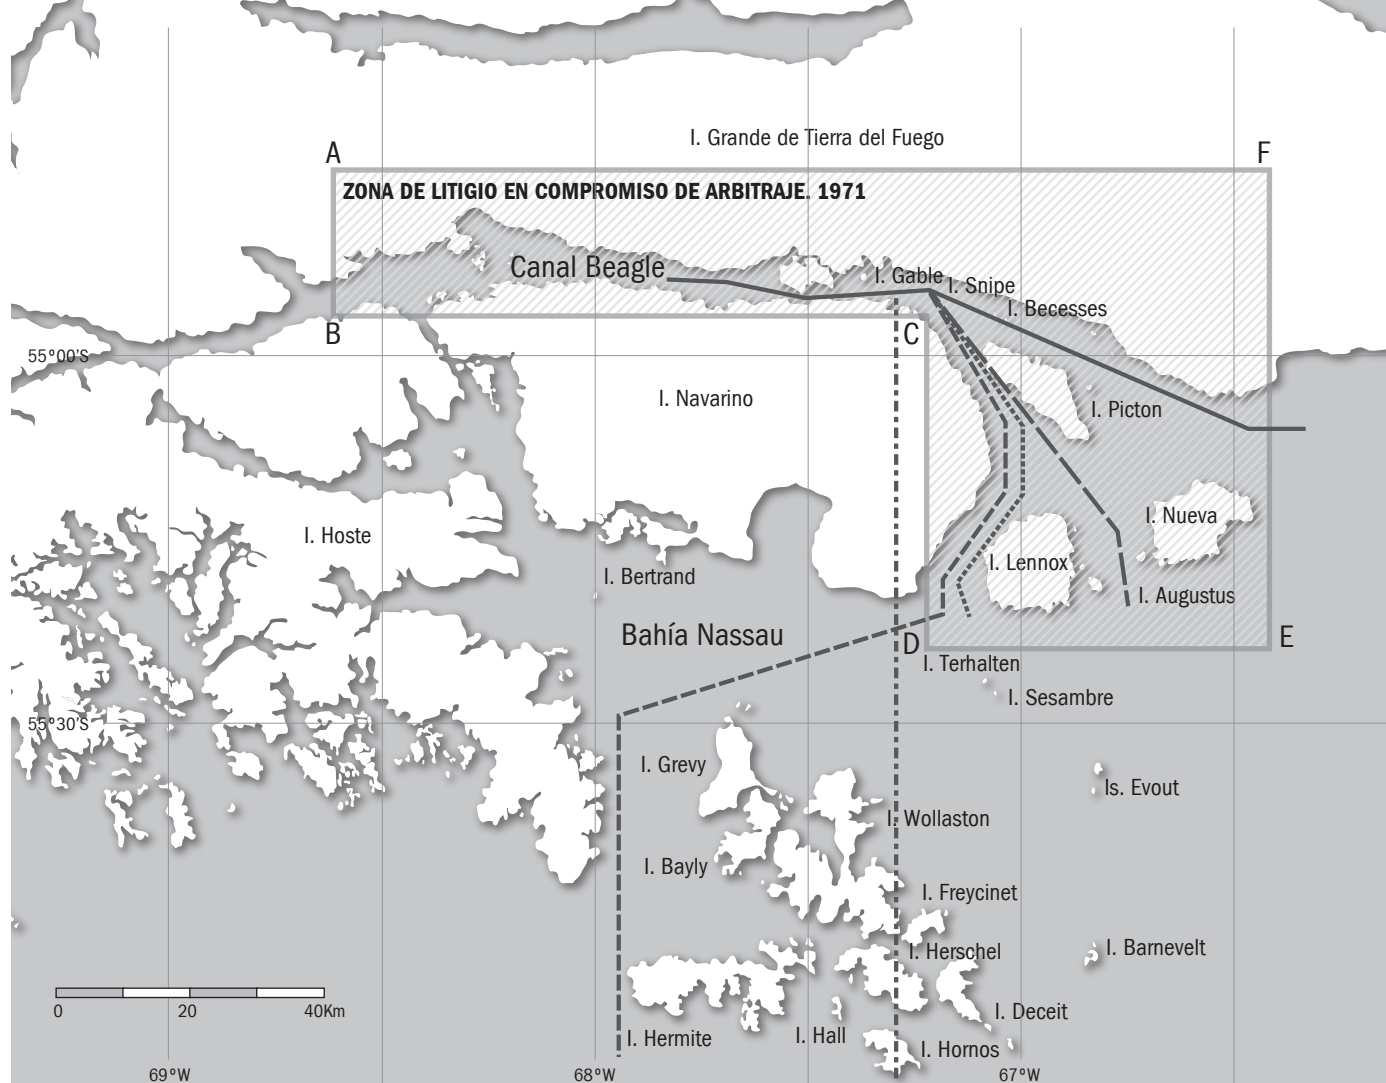 I. Grande de Tierra del Fuego
A
F
ZONA DE LITIGIO EN COMPROMISO DE ARBITRAJE. 1971
Canal Beagle
I. Gable
I. Snipe
I. Becesses
B
C
55°00'S
I. Navarino
I. Picton
I. Nueva
I. Hoste
I. Lennox
I. Bertrand
I. Augustus
Bahía Nassau
D
E
I. Terhalten
I. Sesambre
55°30'S
I. Grevy
Is. Evout
I. Wollaston
I. Bayly
I. Freycinet
I. Herschel
I. Barnevelt
0
20
40Km
I. Deceit
I. Hermite
I. Hall
I. Hornos
69°W
68°W
67°W